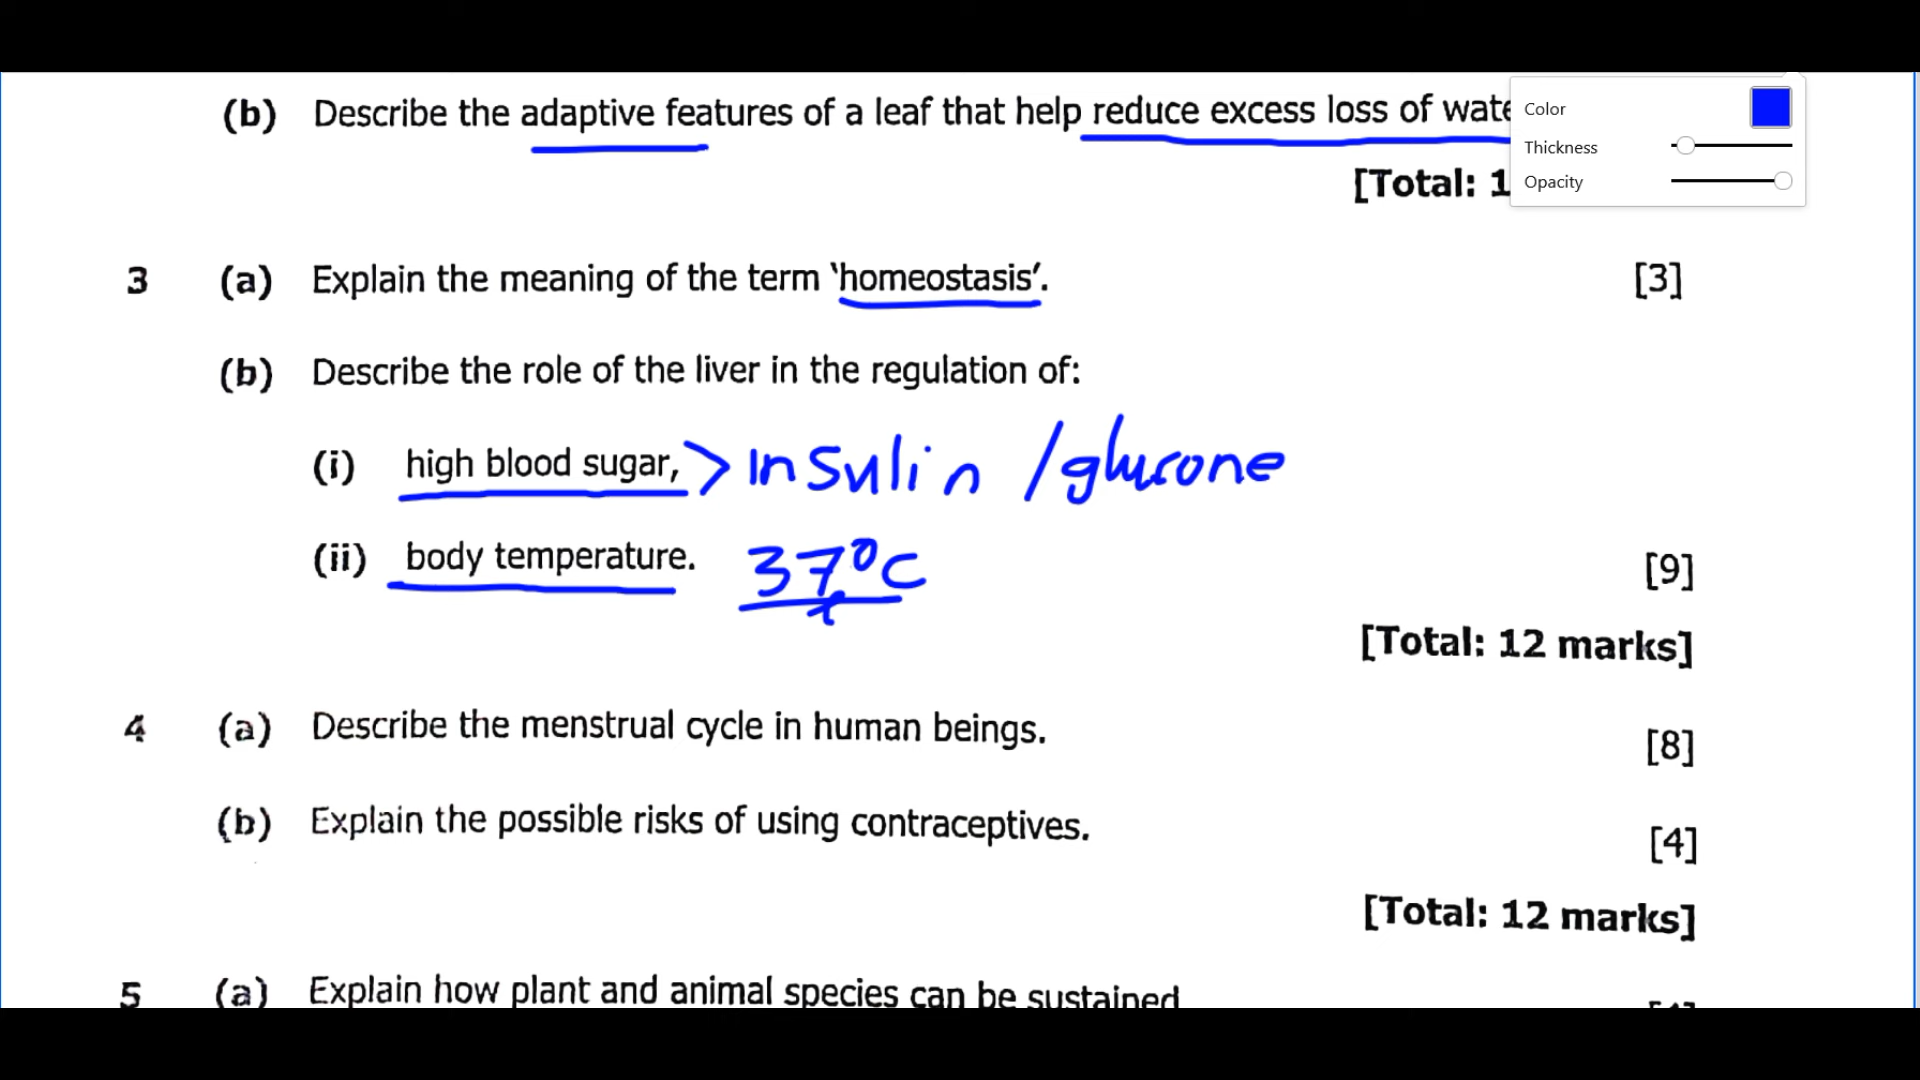 (b) Describe the adaptive features of a leaf that help reduce excess loss of wate
[Total: 1
Color
Thickness
Opacity
3 (a) Explain the meaning of the term ‘homeostasis’. [3]
(b) Describe the role of the liver in the regulation of:
(i) high blood sugar, > Insulin / glucone
(ii) body temperature. 37°C [9]
[Total: 12 marks]
4 (a) Describe the menstrual cycle in human beings. [8]
(b) Explain the possible risks of using contraceptives. [4]
[Total: 12 marks]
5 (a) Explain how plant and animal species can be sustained